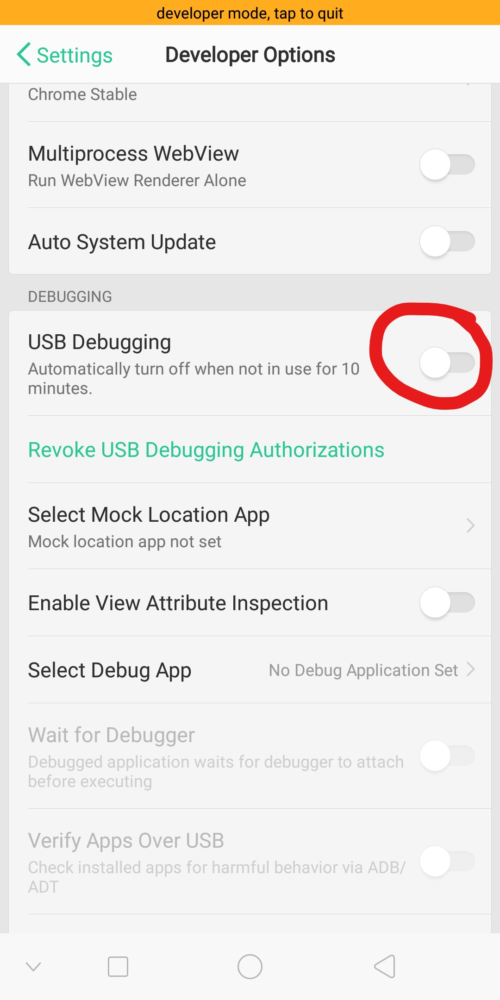 developer mode, tap to quit
Settings
Developer Options
Chrome Stable
Multiprocess WebView
Run WebView Renderer Alone
Auto System Update
DEBUGGING
USB Debugging
Automatically turn off when not in use for 10
minutes.
Revoke USB Debugging Authorizations
Select Mock Location App
Mock location app not set
Enable View Attribute Inspection
Select Debug App
No Debug Application Set
Wait for Debugger
Debugged application waits for debugger to attach
before executing
Verify Apps Over USB
Check installed apps for harmful behavior via ADB/
ADT